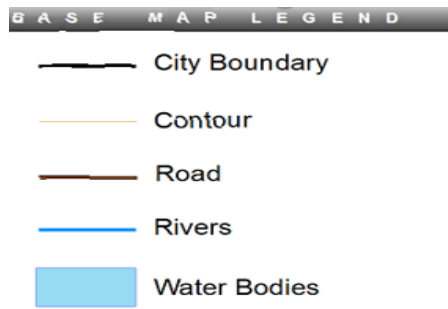 BASE MAP LEGEND
City Boundary
Contour
Road
Rivers
Water Bodies